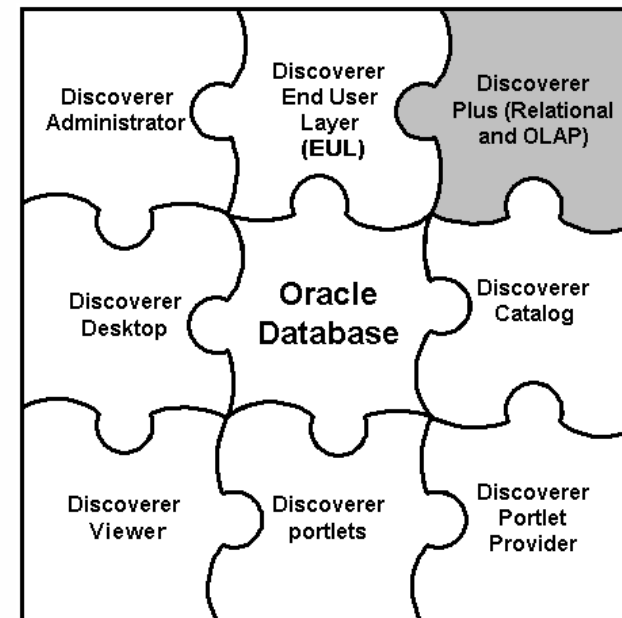 Discoverer
Administrator
Discoverer
End User
Layer
(EUL)
Discoverer
Plus (Relational
and OLAP)
Discoverer
Desktop
Oracle
Database
Discoverer
Catalog
Discoverer
Viewer
Discoverer
portlets
Discoverer
Portlet
Provider